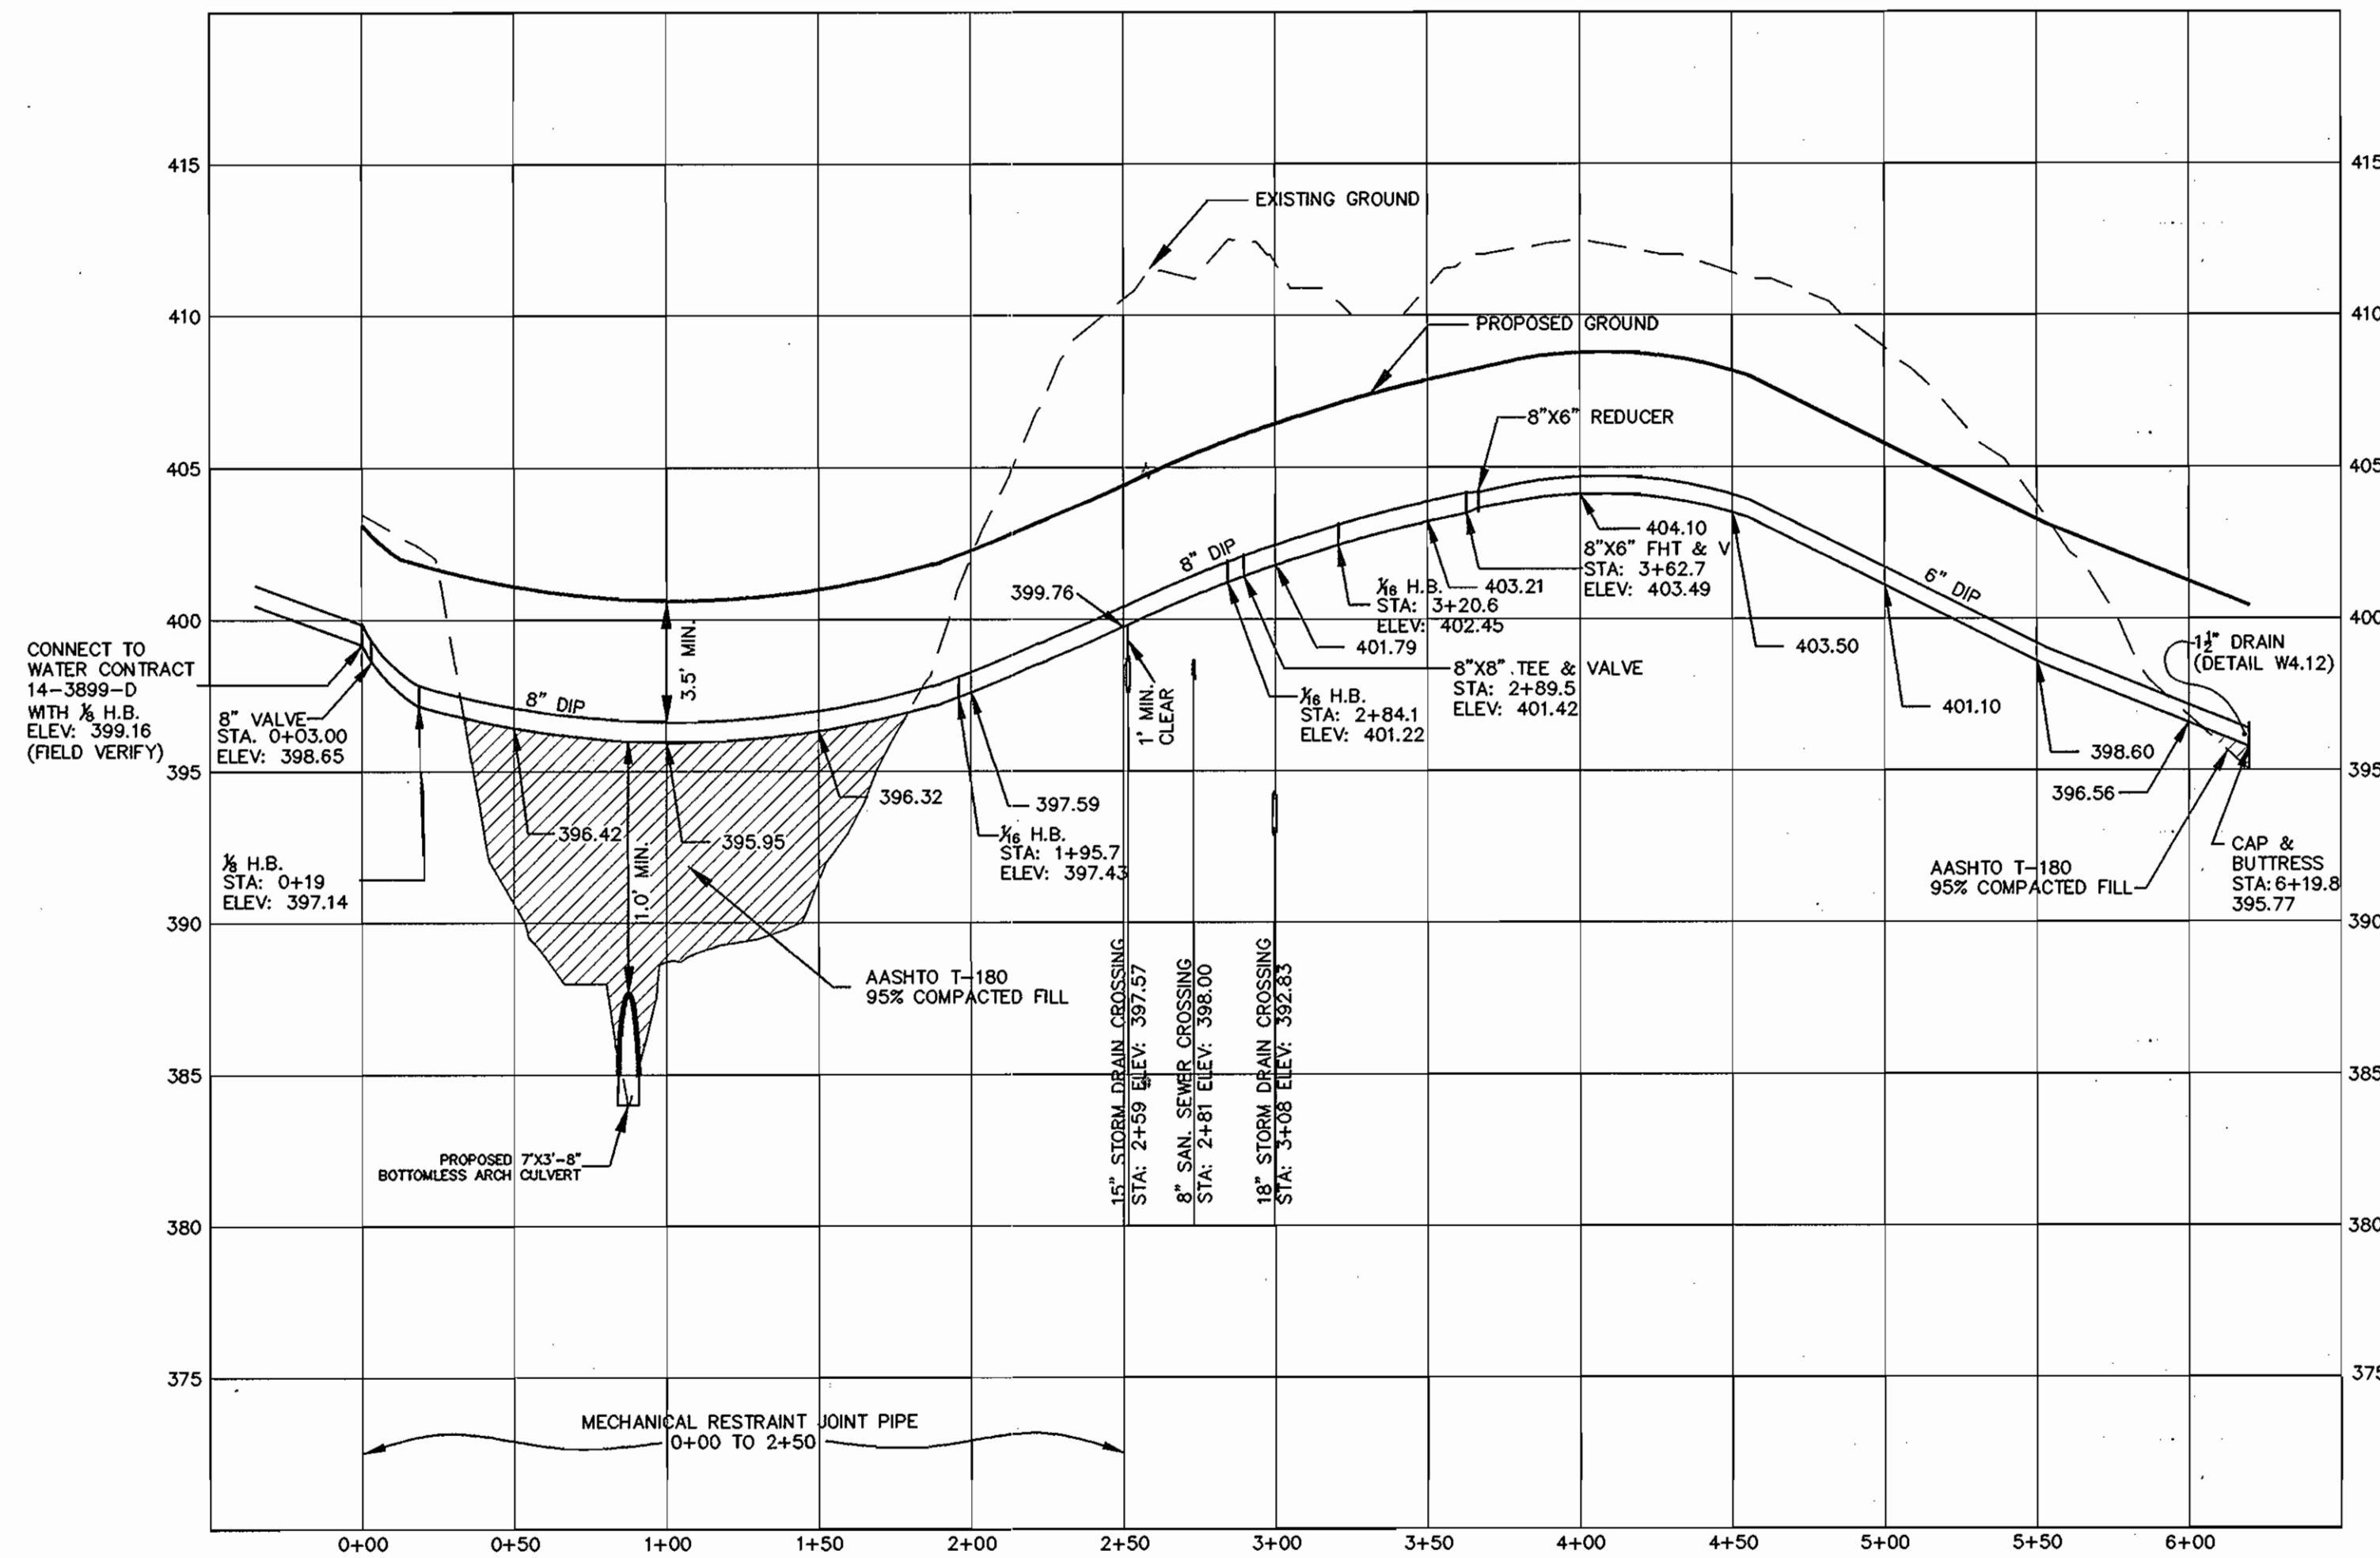 415
415
EXISTING GROUND
410
410
PROPOSED GROUND
8"X6" REDUCER
405
405
8" DIP
404.10
8"X6" FHT & V
STA: 3+62.7
ELEV: 403.49
399.76
1/16 H.B.
STA: 3+20.6
ELEV: 402.45
403.21
6" DIP
400
400
3.5' MIN.
CONNECT TO
WATER CONTRACT
14-3899-D
WITH 1/8 H.B.
ELEV: 399.16
(FIELD VERIFY)
401.79
403.50
1½" DRAIN
(DETAIL W4.12)
8"X8" TEE & VALVE
STA: 2+89.5
ELEV: 401.42
8" VALVE
STA. 0+03.00
ELEV: 398.65
8" DIP
1' MIN.
CLEAR
1/16 H.B.
STA: 2+84.1
ELEV: 401.22
401.10
398.60
395
395
396.32
397.59
396.56
396.42
395.95
1/16 H.B.
STA: 1+95.7
ELEV: 397.43
1/8 H.B.
STA: 0+19
ELEV: 397.14
1.0' MIN.
AASHTO T-180
95% COMPACTED FILL
CAP &
BUTTRESS
STA: 6+19.8
395.77
390
390
AASHTO T-180
95% COMPACTED FILL
15" STORM DRAIN CROSSING
STA: 2+59 ELEV: 397.57
8" SAN. SEWER CROSSING
STA: 2+81 ELEV: 398.00
18" STORM DRAIN CROSSING
STA: 3+08 ELEV: 392.83
385
385
PROPOSED 7'X3'-8"
BOTTOMLESS ARCH CULVERT
380
380
375
375
MECHANICAL RESTRAINT JOINT PIPE
0+00 TO 2+50
0+00
0+50
1+00
1+50
2+00
2+50
3+00
3+50
4+00
4+50
5+00
5+50
6+00